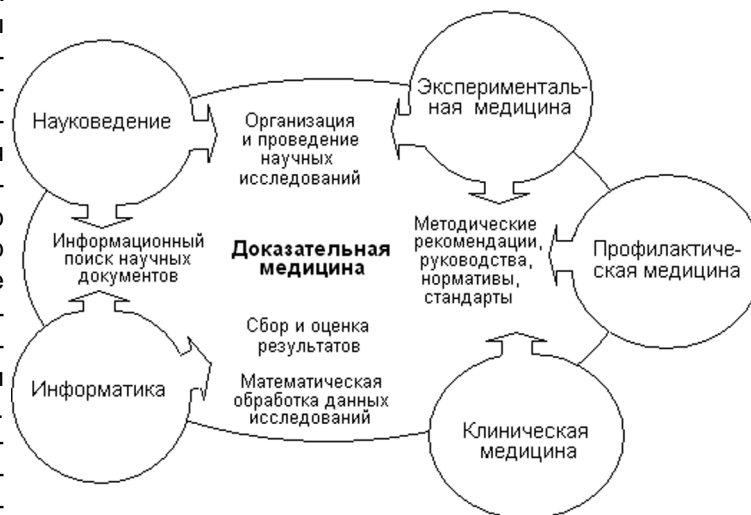 Науковедение
Эксперименталь-
ная медицина
Организация
и проведение
научных
исследований
Информационный
поиск научных
документов
Доказательная
медицина
Методические
рекомендации,
руководства,
нормативы,
стандарты
Профилактиче-
ская медицина
Сбор и оценка
результатов
Информатика
Математическая
обработка данных
исследований
Клиническая
медицина